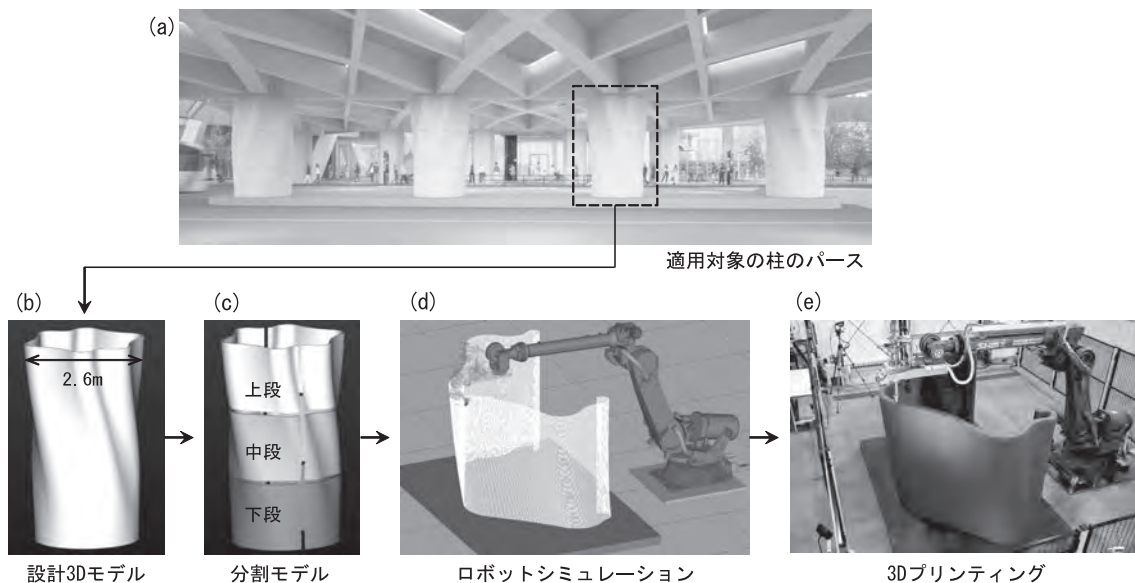 (a)
適用対象の柱のパース
(b)
(c)
(d)
(e)
2.6m
上段
中段
下段
設計3Dモデル
分割モデル
ロボットシミュレーション
3Dプリンティング